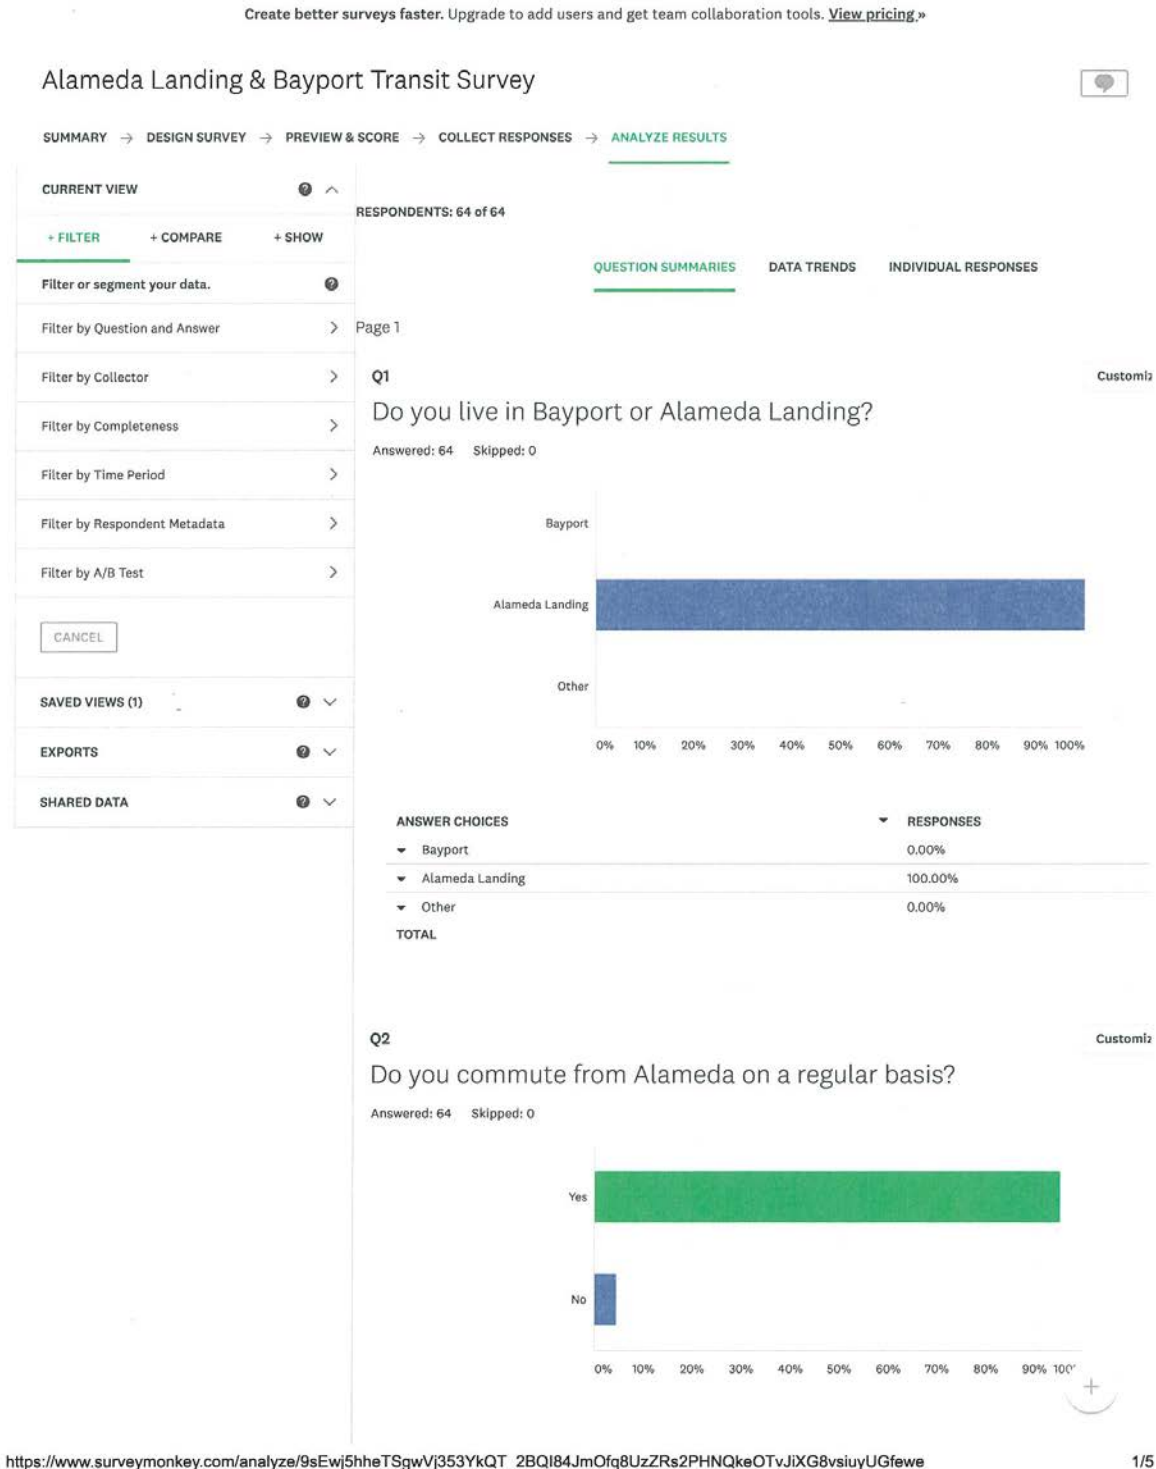 Create better surveys faster. Upgrade to add users and get team collaboration tools. View pricing »
Alameda Landing & Bayport Transit Survey
SUMMARY → DESIGN SURVEY → PREVIEW & SCORE → COLLECT RESPONSES → ANALYZE RESULTS
CURRENT VIEW
+ FILTER + COMPARE + SHOW
Filter or segment your data.
Filter by Question and Answer
Filter by Collector
Filter by Completeness
Filter by Time Period
Filter by Respondent Metadata
Filter by A/B Test
CANCEL
SAVED VIEWS (1)
EXPORTS
SHARED DATA
RESPONDENTS: 64 of 64
QUESTION SUMMARIES DATA TRENDS INDIVIDUAL RESPONSES
Page 1
Q1 Customiz
Do you live in Bayport or Alameda Landing?
Answered: 64 Skipped: 0
Bayport
Alameda Landing
Other
0% 10% 20% 30% 40% 50% 60% 70% 80% 90% 100%
ANSWER CHOICES RESPONSES
Bayport 0.00%
Alameda Landing 100.00%
Other 0.00%
TOTAL
Q2 Customiz
Do you commute from Alameda on a regular basis?
Answered: 64 Skipped: 0
Yes
No
0% 10% 20% 30% 40% 50% 60% 70% 80% 90% 100
https://www.surveymonkey.com/analyze/9sEwj5hheTSgwVj353YkQT_2BQI84JmOfq8UzZRs2PHNQkeOTvJiXG8vsiuyUGfewe 1/5